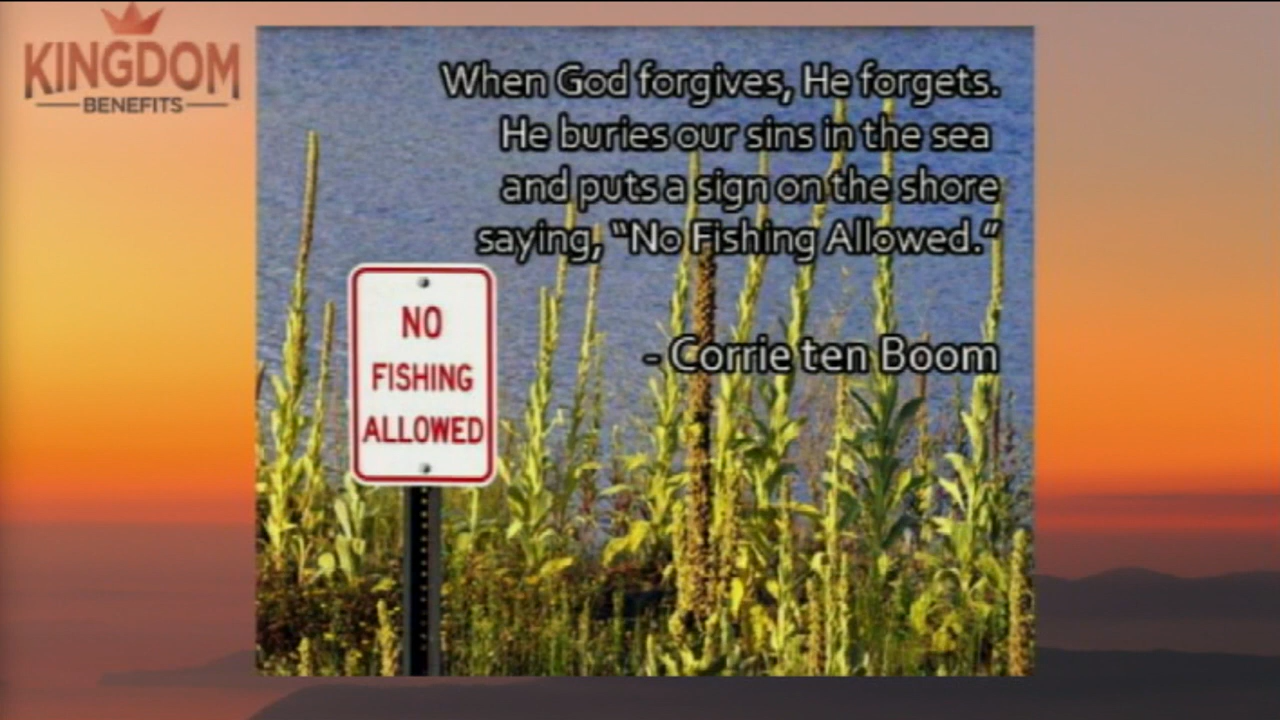 KINGDOM
BENEFITS
When God forgives, He forgets.
He buries our sins in the sea
and puts a sign on the shore
saying, “No Fishing Allowed.”
- Corrie ten Boom
NO
FISHING
ALLOWED